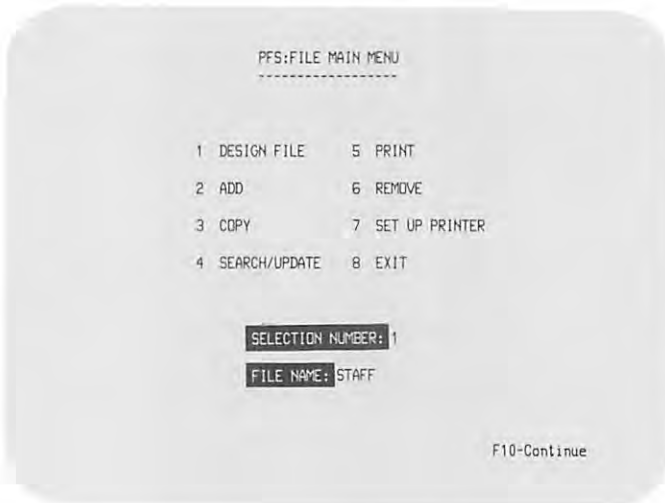 PFS:FILE MAIN MENU
------------------
1 DESIGN FILE 5 PRINT
2 ADD 6 REMOVE
3 COPY 7 SET UP PRINTER
4 SEARCH/UPDATE 8 EXIT
SELECTION NUMBER: 1
FILE NAME: STAFF
F10-Continue